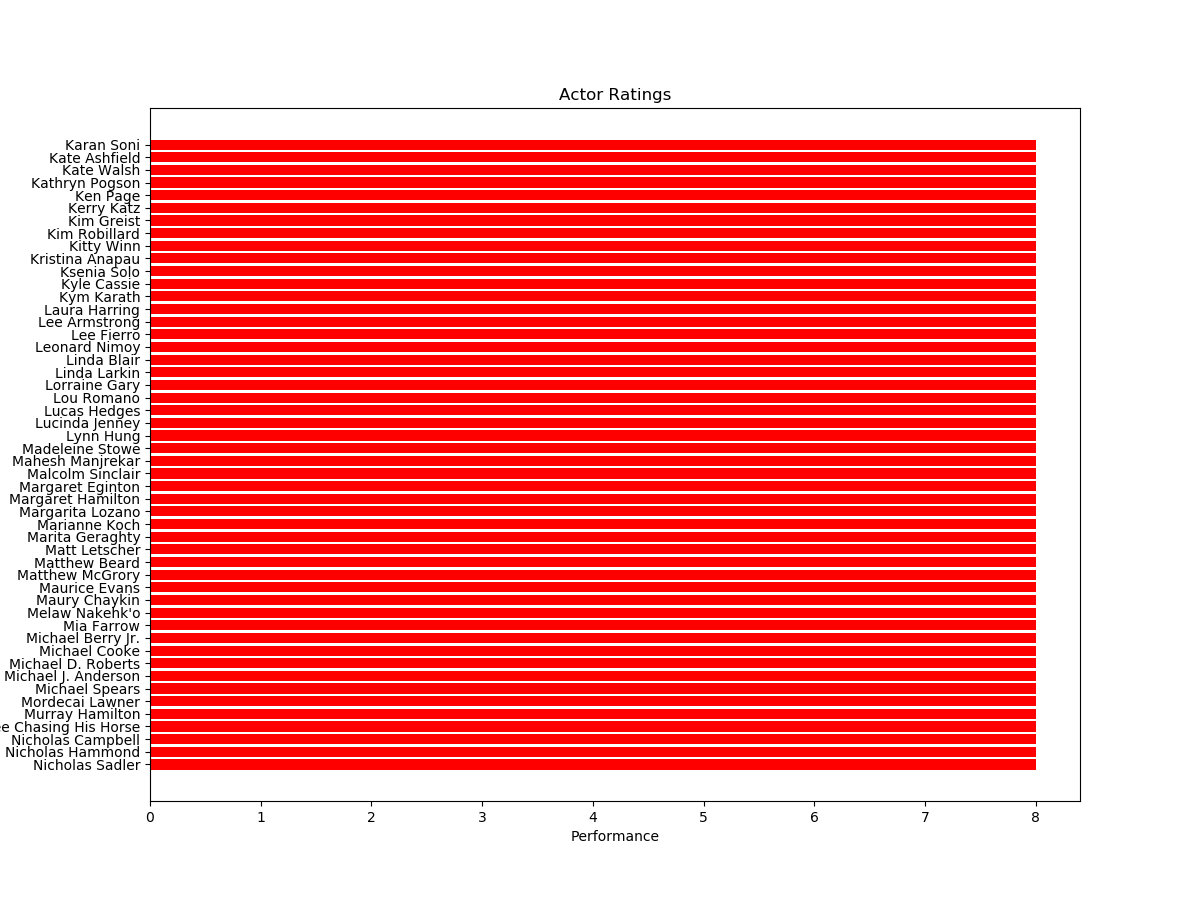 Actor Ratings
Karan Soni
Kate Ashfield
Kate Walsh
Kathryn Pogson
Ken Page
Kerry Katz
Kim Greist
Kim Robillard
Kitty Winn
Kristina Anapau
Ksenia Solo
Kyle Cassie
Kym Karath
Laura Harring
Lee Armstrong
Lee Fierro
Leonard Nimoy
Linda Blair
Linda Larkin
Lorraine Gary
Lou Romano
Lucas Hedges
Lucinda Jenney
Lynn Hung
Madeleine Stowe
Mahesh Manjrekar
Malcolm Sinclair
Margaret Eginton
Margaret Hamilton
Margarita Lozano
Marianne Koch
Marita Geraghty
Matt Letscher
Matthew Beard
Matthew McGrory
Maurice Evans
Maury Chaykin
Melaw Nakehk'o
Mia Farrow
Michael Berry Jr.
Michael Cooke
Michael D. Roberts
Michael J. Anderson
Michael Spears
Mordecai Lawner
Murray Hamilton
Chasing His Horse
Nicholas Campbell
Nicholas Hammond
Nicholas Sadler
0 1 2 3 4 5 6 7 8
Performance